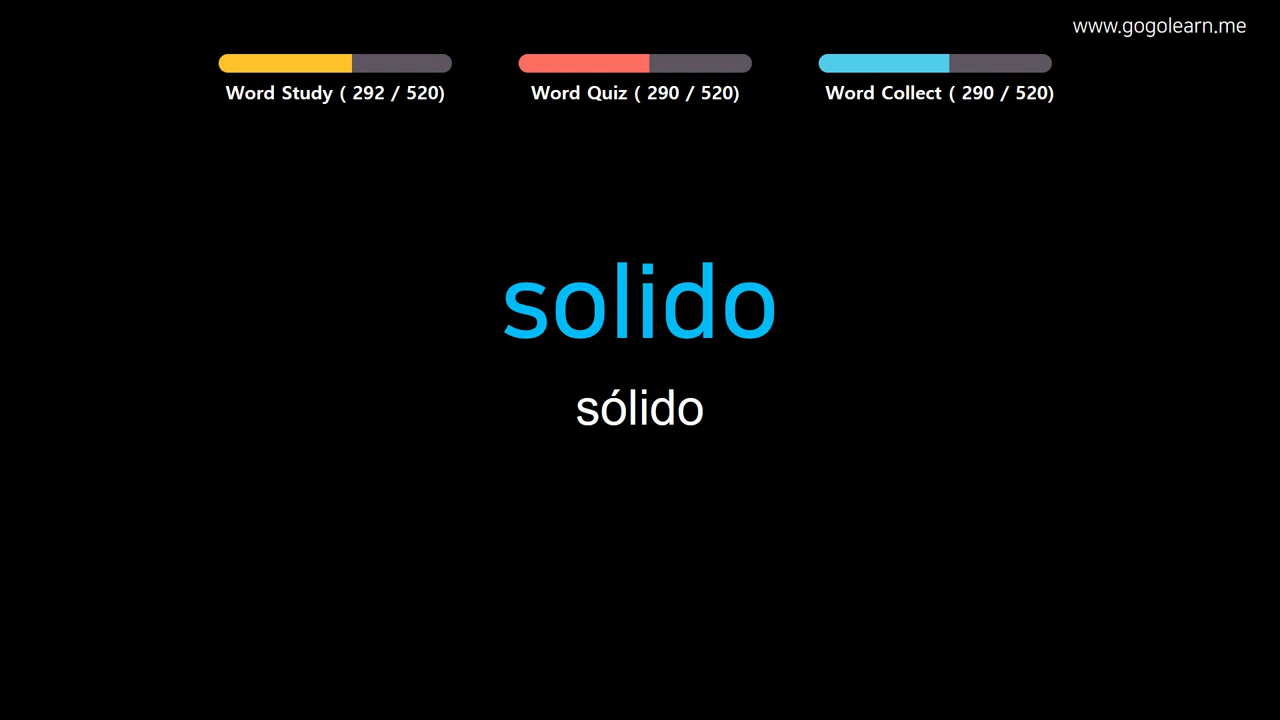 www.gogolearn.me
Word Study ( 292 / 520)
Word Quiz ( 290 / 520)
Word Collect ( 290 / 520)
solido
sólido